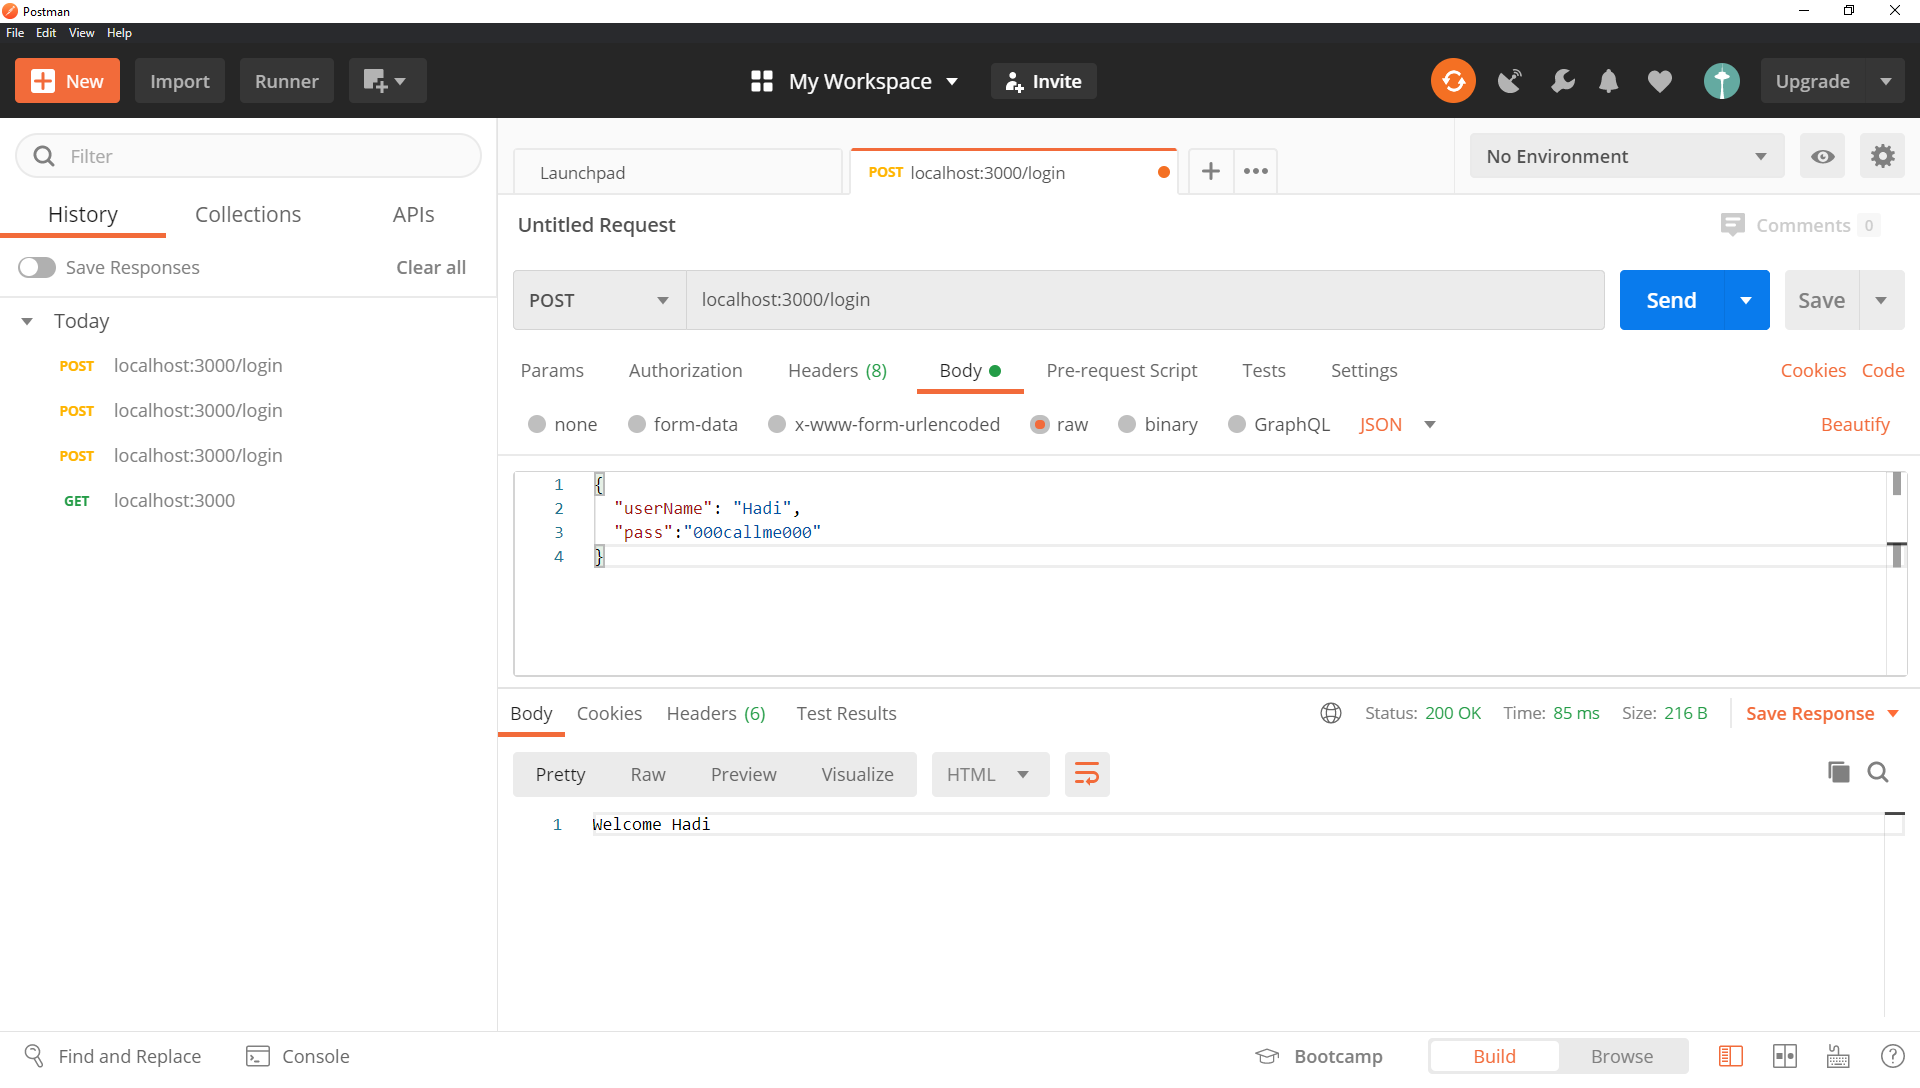 Postman
File Edit View Help
New Import Runner My Workspace Invite Upgrade
Filter
History Collections APIs
Save Responses Clear all
Today
POST localhost:3000/login
POST localhost:3000/login
POST localhost:3000/login
GET localhost:3000
Launchpad POST localhost:3000/login No Environment
Untitled Request Comments 0
POST localhost:3000/login Send Save
Params Authorization Headers (8) Body Pre-request Script Tests Settings Cookies Code
none form-data x-www-form-urlencoded raw binary GraphQL JSON Beautify
1 {
2 "userName": "Hadi",
3 "pass":"000callme000"
4 }
Body Cookies Headers (6) Test Results Status: 200 OK Time: 85 ms Size: 216 B Save Response
Pretty Raw Preview Visualize HTML
1 Welcome Hadi
Find and Replace Console Bootcamp Build Browse